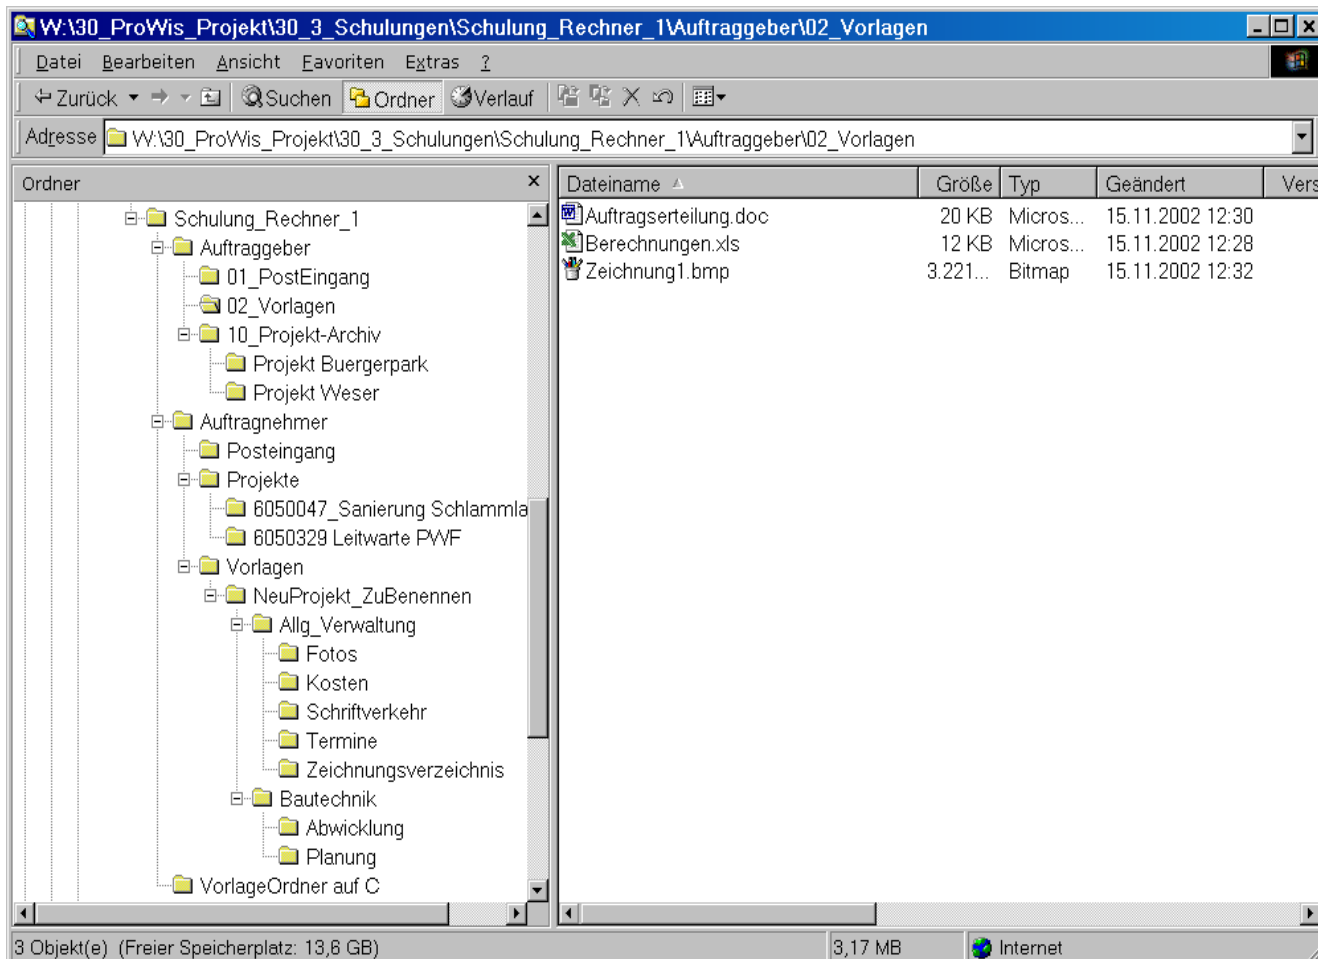 W:\30_ProWis_Projekt\30_3_Schulungen\Schulung_Rechner_1\Auftraggeber\02_Vorlagen
Datei Bearbeiten Ansicht Favoriten Extras ?
Zurück Suchen Ordner Verlauf
Adresse W:\30_ProWis_Projekt\30_3_Schulungen\Schulung_Rechner_1\Auftraggeber\02_Vorlagen
Ordner x
Schulung_Rechner_1
Auftraggeber
01_PostEingang
02_Vorlagen
10_Projekt-Archiv
Projekt Buergerpark
Projekt Weser
Auftragnehmer
Posteingang
Projekte
6050047_Sanierung Schlammla
6050329 Leitwarte PWF
Vorlagen
NeuProjekt_ZuBenennen
Allg_Verwaltung
Fotos
Kosten
Schriftverkehr
Termine
Zeichnungsverzeichnis
Bautechnik
Abwicklung
Planung
VorlageOrdner auf C
Dateiname Größe Typ Geändert Vers
Auftragserteilung.doc 20 KB Micros... 15.11.2002 12:30
Berechnungen.xls 12 KB Micros... 15.11.2002 12:28
Zeichnung1.bmp 3.221... Bitmap 15.11.2002 12:32
3 Objekt(e) (Freier Speicherplatz: 13,6 GB) 3,17 MB Internet